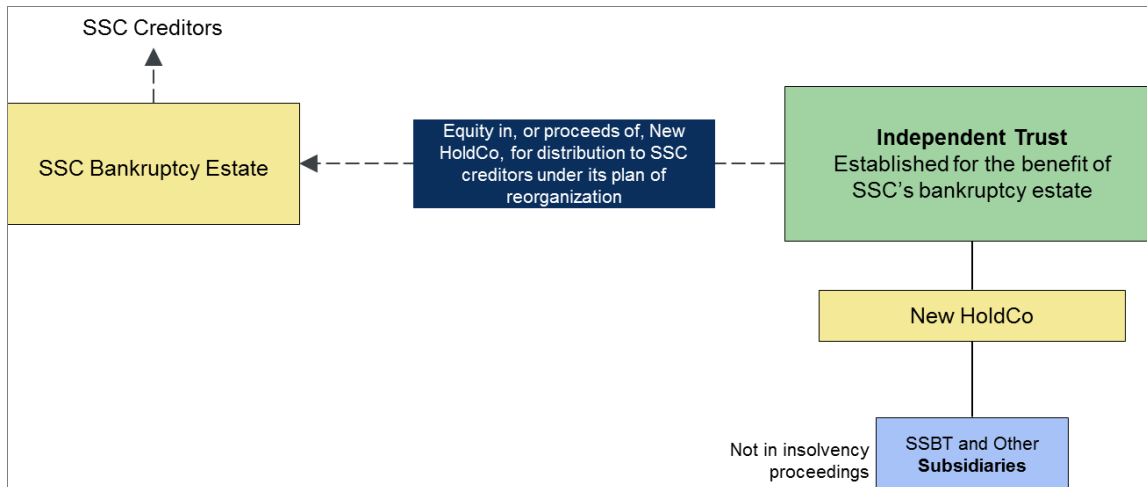 SSC Creditors
SSC Bankruptcy Estate
Equity in, or proceeds of, New
HoldCo, for distribution to SSC
creditors under its plan of
reorganization
Independent Trust
Established for the benefit of
SSC's bankruptcy estate
New HoldCo
Not in insolvency
proceedings
SSBT and Other
Subsidiaries